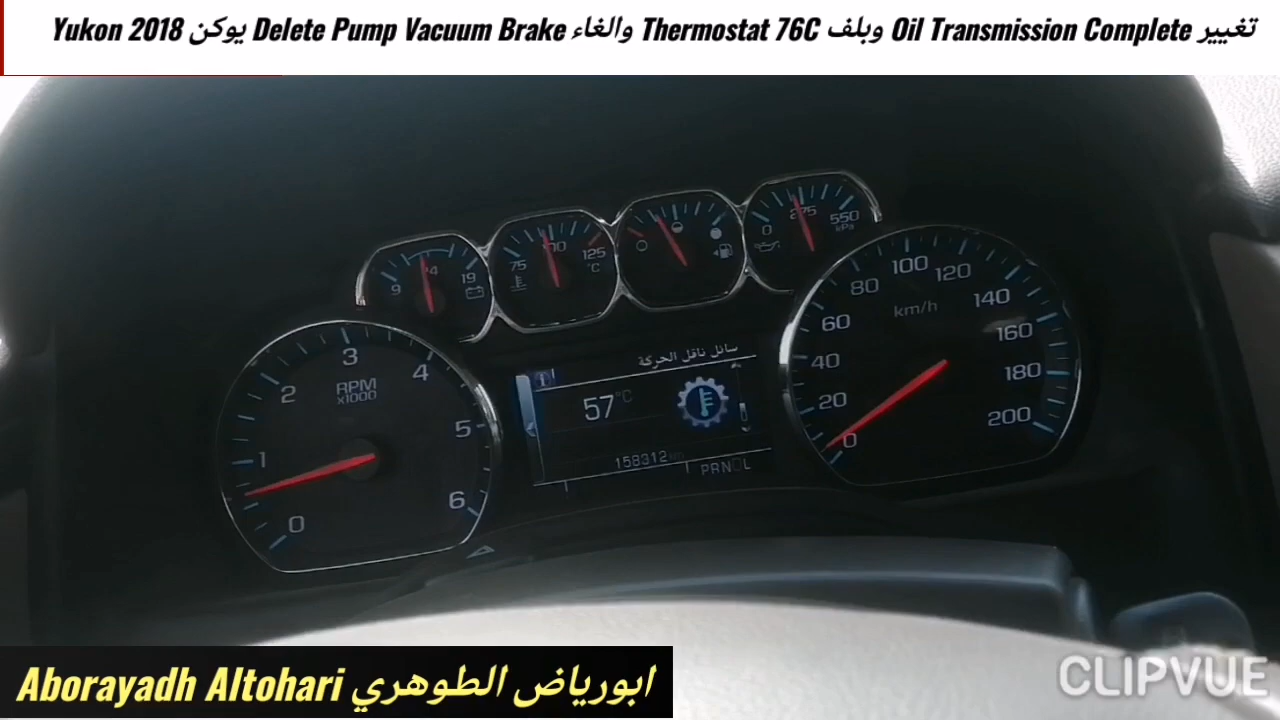 تغيير Oil Transmission Complete وبلف Thermostat 76C والغاء Delete Pump Vacuum Brake يوكن Yukon 2018
9 14 19
75 100 125 °C
0 275 550 kPa
0 1 2 3 4 5 6
RPM x1000
سائل ناقل الحركة
57 °C
158312
PRN L
0 20 40 60 80 100 120 140 160 180 200
km/h
Aborayadh Altohari ابورياض الطوهري
CLIPVUE